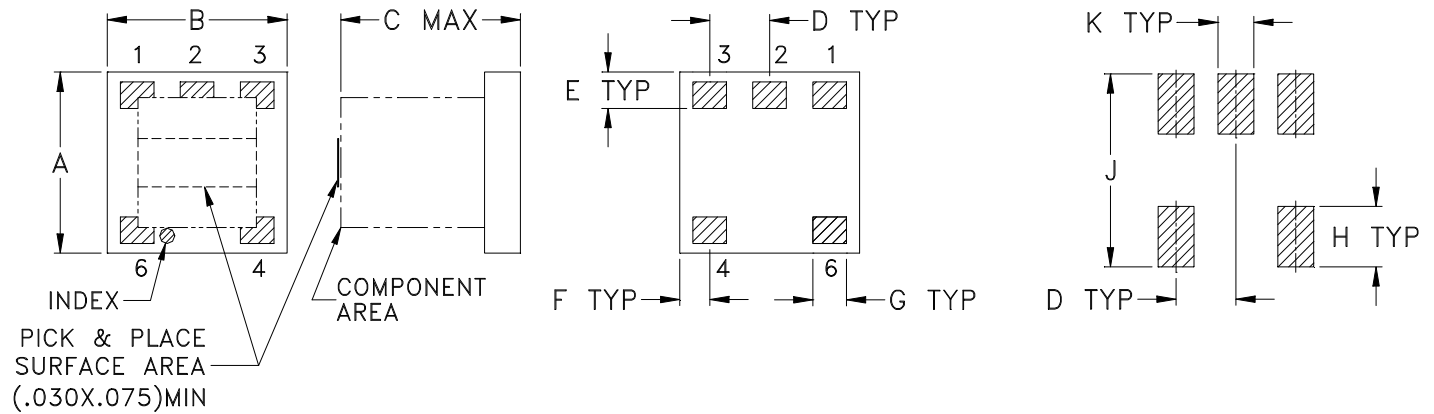 B
C MAX
D TYP
K TYP
1 2 3
3 2 1
E TYP
A
J
H TYP
6 4
4 6
INDEX
COMPONENT
AREA
F TYP
G TYP
D TYP
PICK & PLACE
SURFACE AREA
(.030X.075)MIN